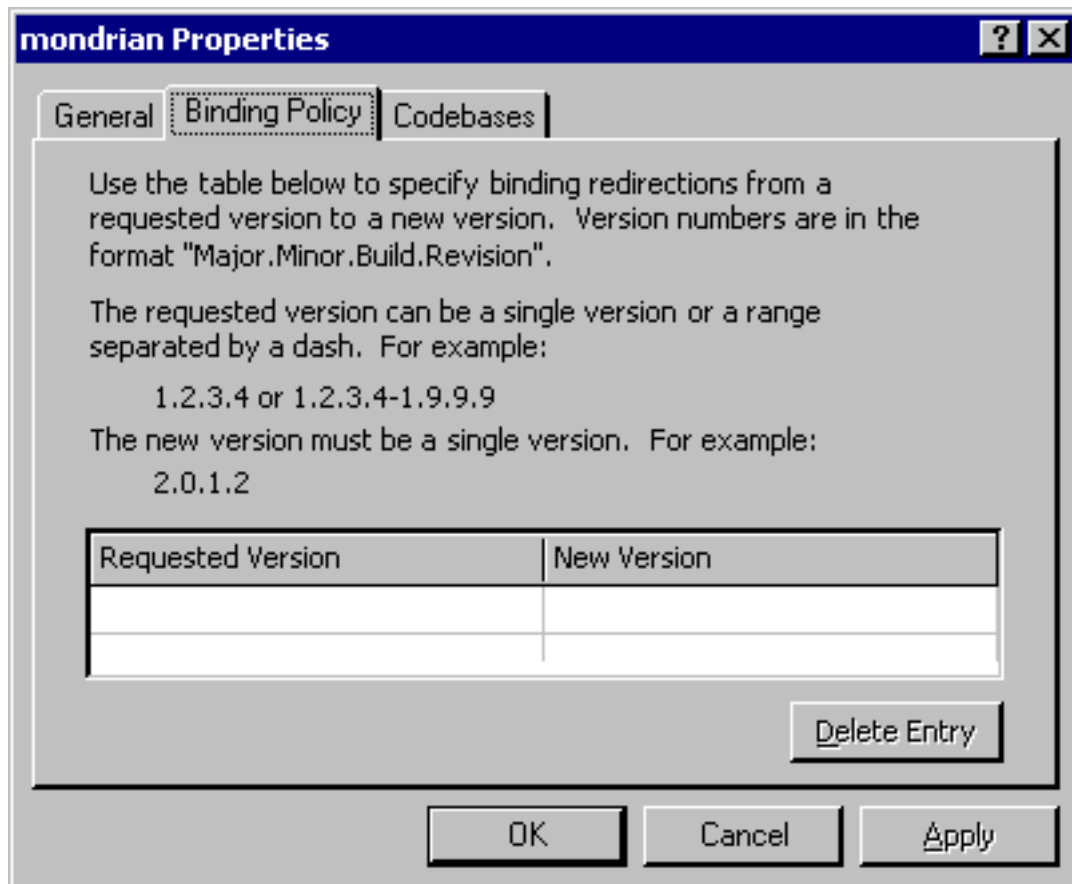 mondrian Properties
General Binding Policy Codebases
Use the table below to specify binding redirections from a
requested version to a new version.  Version numbers are in the
format "Major.Minor.Build.Revision".
The requested version can be a single version or a range
separated by a dash.  For example:
1.2.3.4 or 1.2.3.4-1.9.9.9
The new version must be a single version.  For example:
2.0.1.2
Requested Version New Version
Delete Entry
OK Cancel Apply